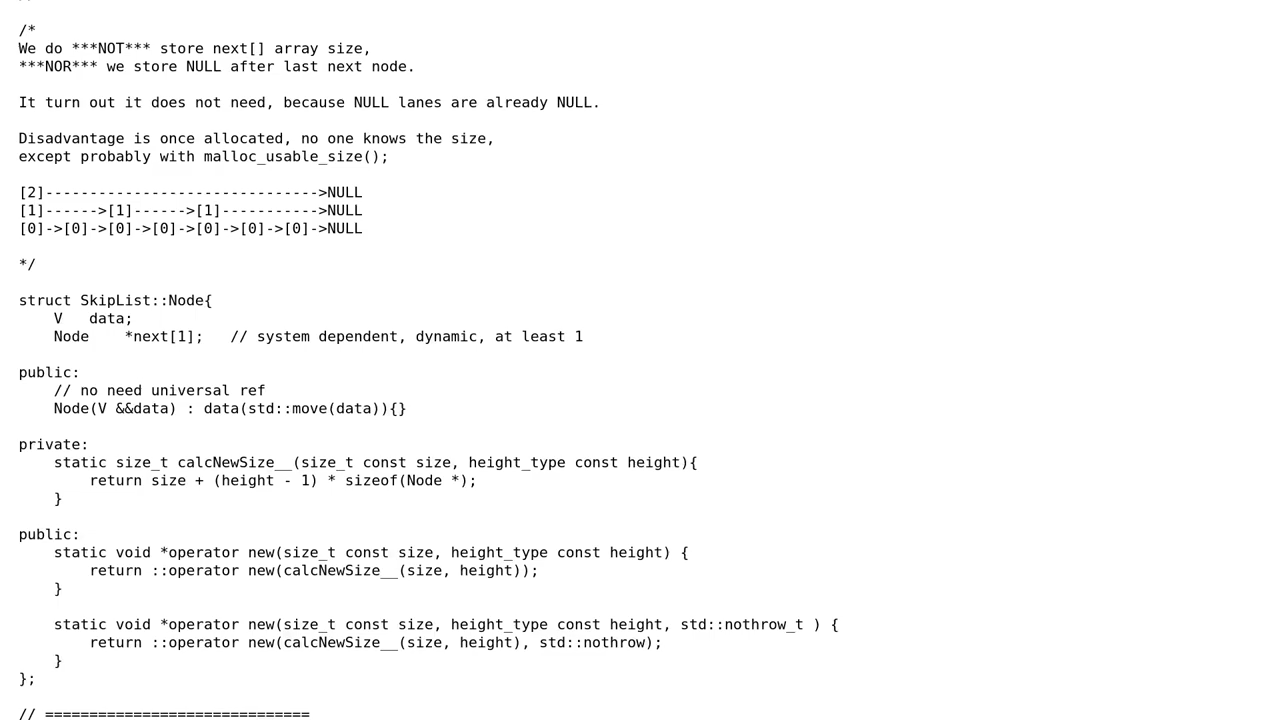 /*
We do ***NOT*** store next[] array size,
***NOR*** we store NULL after last next node.
It turn out it does not need, because NULL lanes are already NULL.
Disadvantage is once allocated, no one knows the size,
except probably with malloc_usable_size();
[2]------------------------------->NULL
[1]------>[1]------>[1]----------->NULL
[0]->[0]->[0]->[0]->[0]->[0]->[0]->NULL
*/
struct SkipList::Node{
    V   data;
    Node    *next[1];   // system dependent, dynamic, at least 1
public:
    // no need universal ref
    Node(V &&data) : data(std::move(data)){}
private:
    static size_t calcNewSize__(size_t const size, height_type const height){
        return size + (height - 1) * sizeof(Node *);
    }
public:
    static void *operator new(size_t const size, height_type const height) {
        return ::operator new(calcNewSize__(size, height));
    }
    static void *operator new(size_t const size, height_type const height, std::nothrow_t ) {
        return ::operator new(calcNewSize__(size, height), std::nothrow);
    }
};
// ==============================